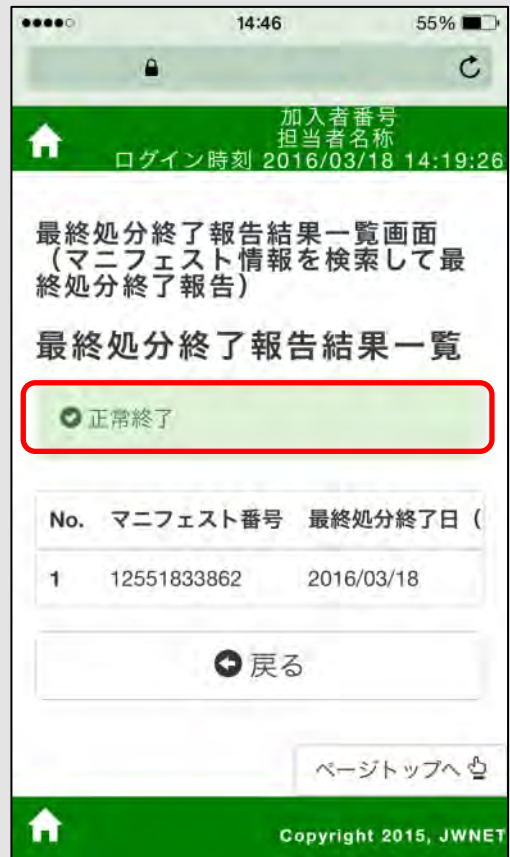 14:46
55%
加入者番号
担当者名称
ログイン時刻 2016/03/18 14:19:26
最終処分終了報告結果一覧画面
（マニフェスト情報を検索して最
終処分終了報告）
最終処分終了報告結果一覧
正常終了
No. マニフェスト番号 最終処分終了日（
1 12551833862 2016/03/18
戻る
ページトップへ
Copyright 2015, JWNET